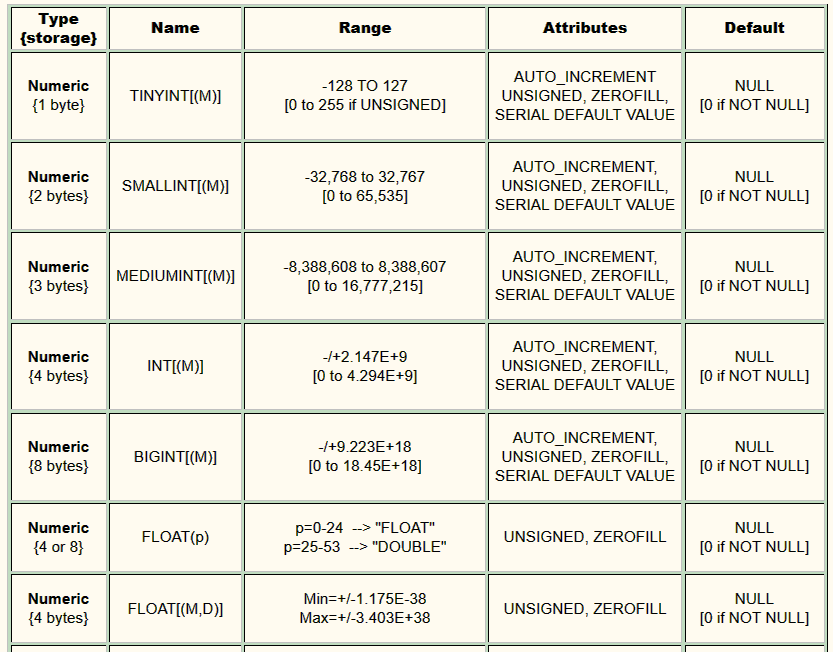 Type
{storage}
Name
Range
Attributes
Default
Numeric
{1 byte}
TINYINT[(M)]
-128 TO 127
[0 to 255 if UNSIGNED]
AUTO_INCREMENT
UNSIGNED, ZEROFILL,
SERIAL DEFAULT VALUE
NULL
[0 if NOT NULL]
Numeric
{2 bytes}
SMALLINT[(M)]
-32,768 to 32,767
[0 to 65,535]
AUTO_INCREMENT,
UNSIGNED, ZEROFILL,
SERIAL DEFAULT VALUE
NULL
[0 if NOT NULL]
Numeric
{3 bytes}
MEDIUMINT[(M)]
-8,388,608 to 8,388,607
[0 to 16,777,215]
AUTO_INCREMENT,
UNSIGNED, ZEROFILL,
SERIAL DEFAULT VALUE
NULL
[0 if NOT NULL]
Numeric
{4 bytes}
INT[(M)]
-/+2.147E+9
[0 to 4.294E+9]
AUTO_INCREMENT,
UNSIGNED, ZEROFILL,
SERIAL DEFAULT VALUE
NULL
[0 if NOT NULL]
Numeric
{8 bytes}
BIGINT[(M)]
-/+9.223E+18
[0 to 18.45E+18]
AUTO_INCREMENT,
UNSIGNED, ZEROFILL,
SERIAL DEFAULT VALUE
NULL
[0 if NOT NULL]
Numeric
{4 or 8}
FLOAT(p)
p=0-24 --> "FLOAT"
p=25-53 --> "DOUBLE"
UNSIGNED, ZEROFILL
NULL
[0 if NOT NULL]
Numeric
{4 bytes}
FLOAT[(M,D)]
Min=+/-1.175E-38
Max=+/-3.403E+38
UNSIGNED, ZEROFILL
NULL
[0 if NOT NULL]